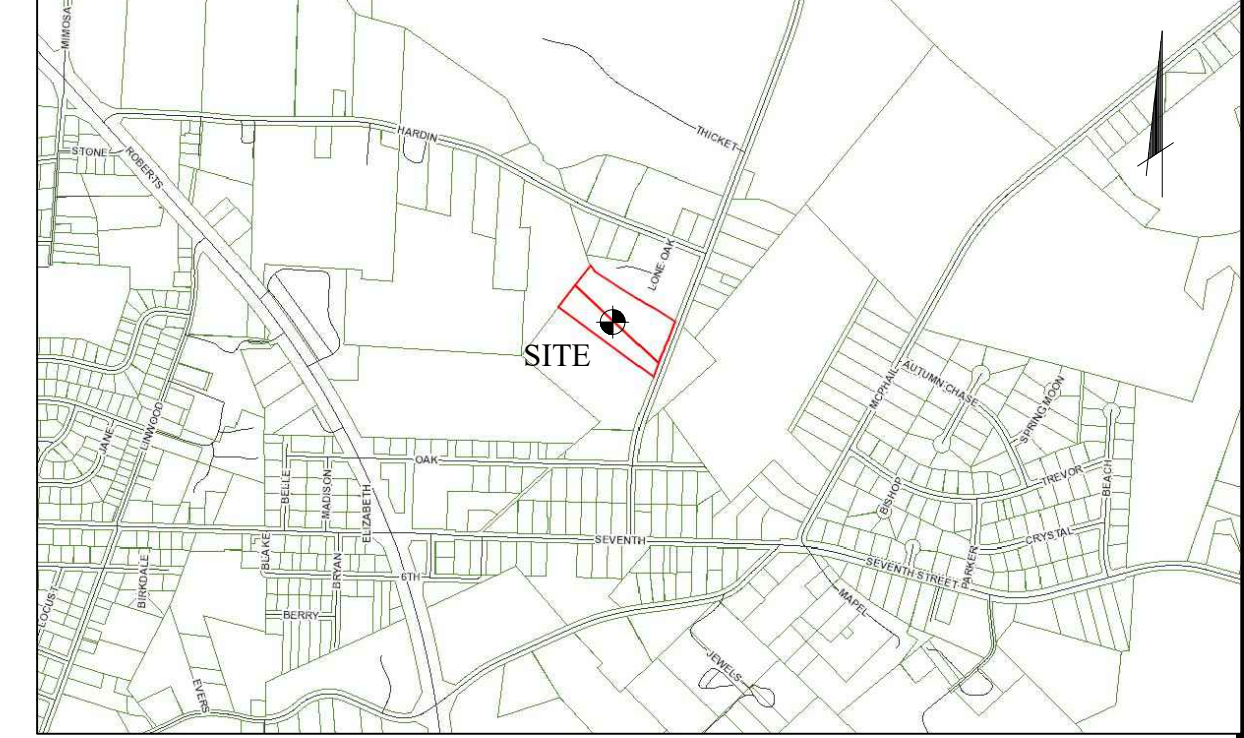 MIMOSA
STONE
ROBERTS
HARDIN
THICKET
LONE OAK
SITE
MCPHAIL
AUTUMN CHASE
SPRING MOON
JANE
LINWOOD
OAK
BELLE
MADISON
ELIZABETH
BISHOP
TREVOR
BEACH
SEVENTH
CRYSTAL
BLAKE
BRYAN
6TH
SEVENTH STREET
PARKER
LOCUST
BIRKDALE
BERRY
MAPEL
EVERS
JEWELS